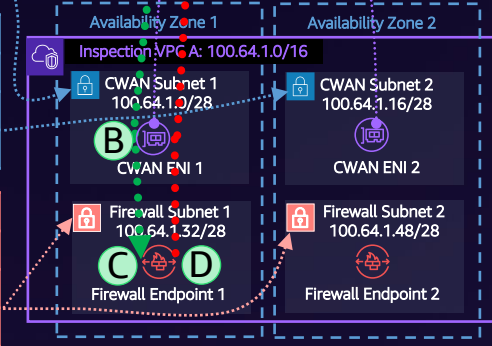 Availability Zone 1
Availability Zone 2
Inspection VPC A: 100.64.1.0/16
CWAN Subnet 1
100.64.1.0/28
CWAN Subnet 2
100.64.1.16/28
B
CWAN ENI 1
CWAN ENI 2
Firewall Subnet 1
100.64.1.32/28
Firewall Subnet 2
100.64.1.48/28
C
D
Firewall Endpoint 1
Firewall Endpoint 2